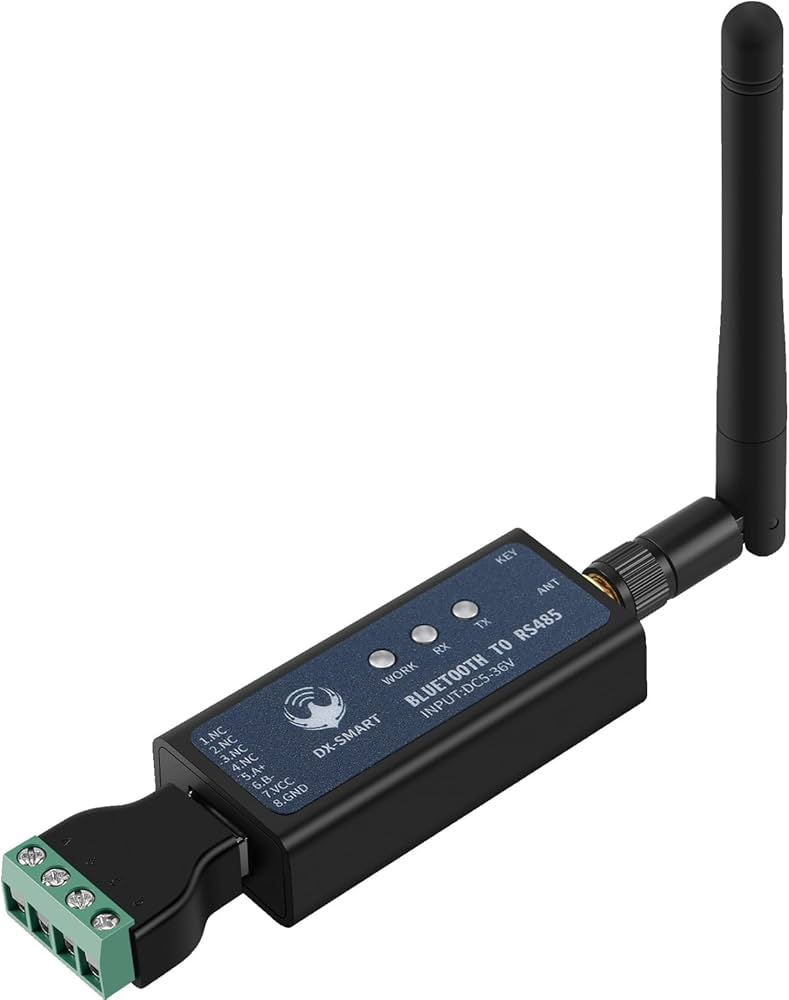 KEY
ANT
WORK
RX
TX
BLUETOOTH TO RS485
INPUT:DC5-36V
DX-SMART
1.NC
2.NC
3.NC
4.NC
5.A+
6.B-
7.VCC
8.GND